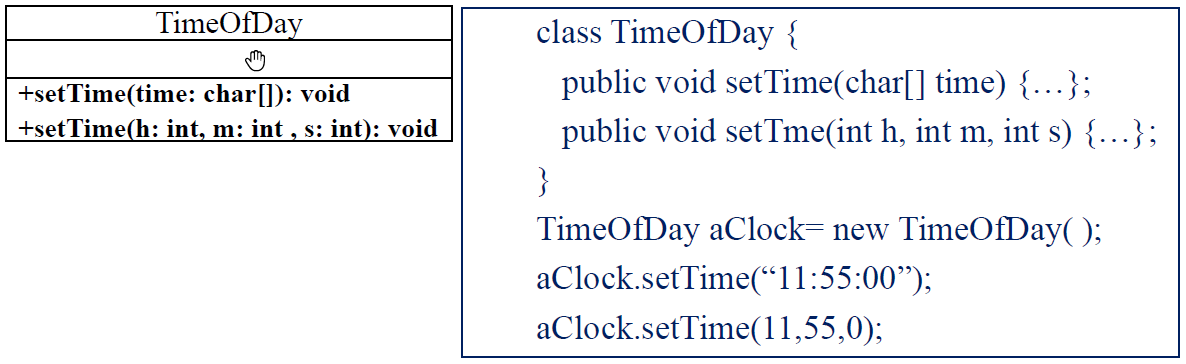 TimeOfDay
+setTime(time: char[]): void
+setTime(h: int, m: int , s: int): void
class TimeOfDay {
public void setTime(char[] time) {…};
public void setTme(int h, int m, int s) {…};
}
TimeOfDay aClock= new TimeOfDay( );
aClock.setTime(“11:55:00”);
aClock.setTime(11,55,0);